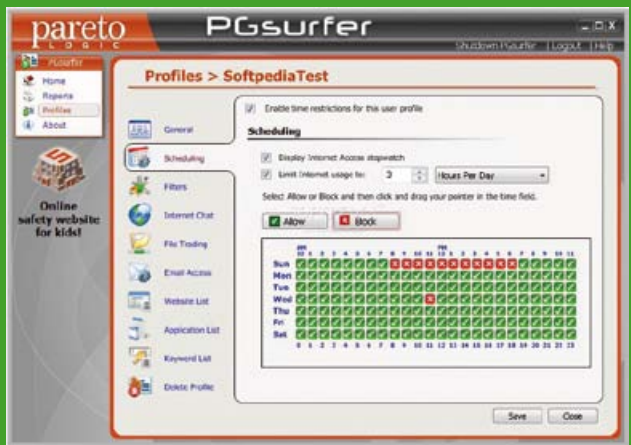 pareto
LOGIC
PGsurfer
Shutdown PGsurfer | Logout | Help
PGsurfer
Home
Reports
Profiles
About
Online
safety website
for kids!
Profiles > SoftpediaTest
General
Scheduling
Filters
Internet Chat
File Trading
Email Access
Website List
Application List
Keyword List
Delete Profile
Enable time restrictions for this user profile
Scheduling
Display Internet Access stopwatch
Limit Internet usage to: 3 Hours Per Day
Select Allow or Block and then click and drag your pointer in the time field.
Allow Block
AM PM
12 1 2 3 4 5 6 7 8 9 10 11 12 1 2 3 4 5 6 7 8 9 10 11
Sun
Mon
Tue
Wed
Thu
Fri
Sat
0 1 2 3 4 5 6 7 8 9 10 11 12 13 14 15 16 17 18 19 20 21 22 23
Save Close